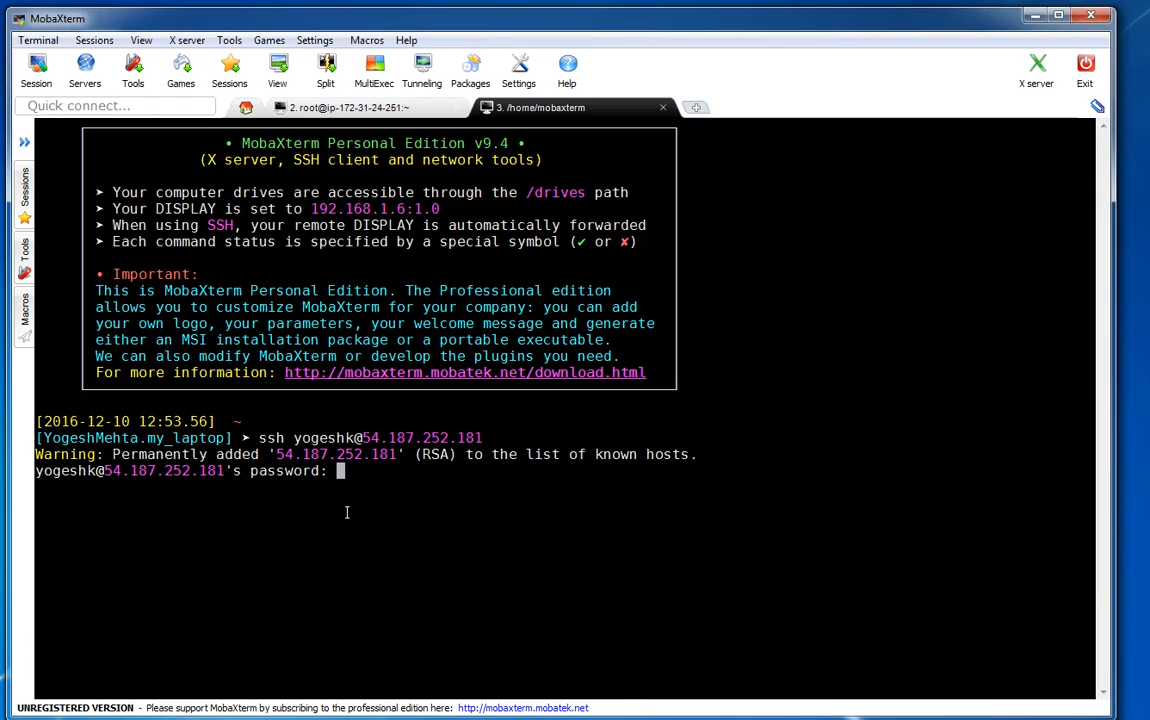 MobaXterm
Terminal Sessions View X server Tools Games Settings Macros Help
Session Servers Tools Games Sessions View Split MultiExec Tunneling Packages Settings Help X server Exit
Quick connect... 2. root@ip-172-31-24-251:~ 3. /home/mobaxterm
Sessions
Tools
Macros
• MobaXterm Personal Edition v9.4 •
(X server, SSH client and network tools)
➤ Your computer drives are accessible through the /drives path
➤ Your DISPLAY is set to 192.168.1.6:1.0
➤ When using SSH, your remote DISPLAY is automatically forwarded
➤ Each command status is specified by a special symbol (✔ or ✘)
• Important:
This is MobaXterm Personal Edition. The Professional edition
allows you to customize MobaXterm for your company: you can add
your own logo, your parameters, your welcome message and generate
either an MSI installation package or a portable executable.
We can also modify MobaXterm or develop the plugins you need.
For more information: http://mobaxterm.mobatek.net/download.html
[2016-12-10 12:53.56] ~
[YogeshMehta.my_laptop] ➤ ssh yogeshk@54.187.252.181
Warning: Permanently added '54.187.252.181' (RSA) to the list of known hosts.
yogeshk@54.187.252.181's password:
UNREGISTERED VERSION - Please support MobaXterm by subscribing to the professional edition here: http://mobaxterm.mobatek.net